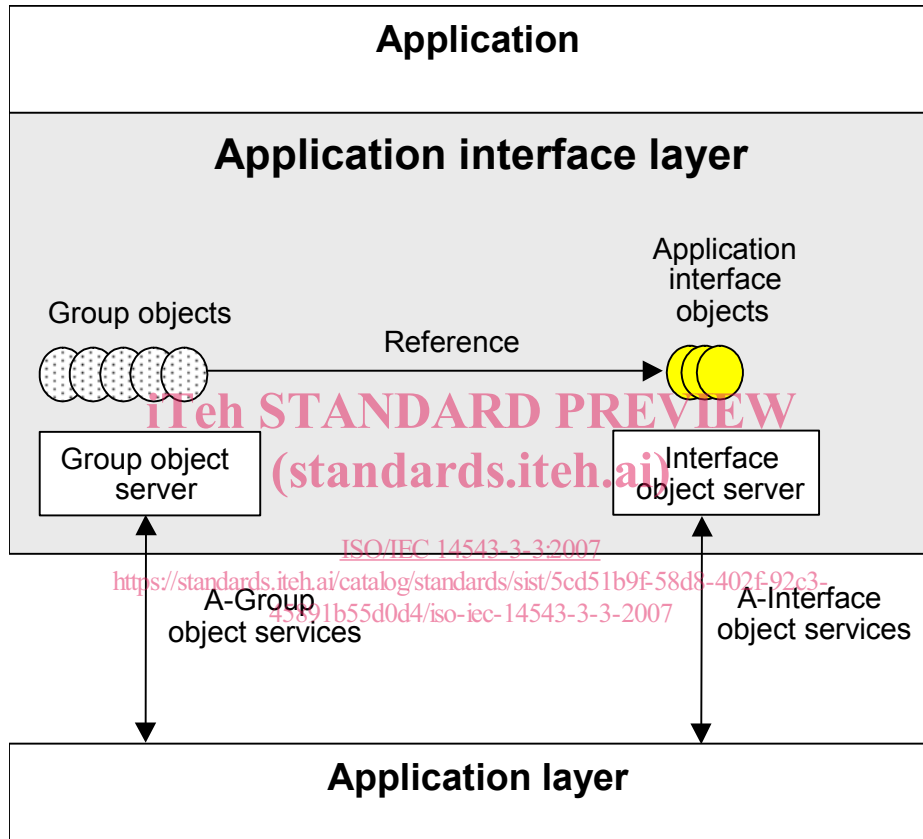 Application
Application interface layer
Application
interface
objects
Group objects
Reference
iTeh STANDARD PREVIEW
(standards.iteh.ai)
Group object
server
Interface
object server
ISO/IEC 14543-3-3:2007
https://standards.iteh.ai/catalog/standards/sist/5cd51b9f-58d8-402f-92c3-
45891b55d0d4/iso-iec-14543-3-3-2007
A-Group
object services
A-Interface
object services
Application layer